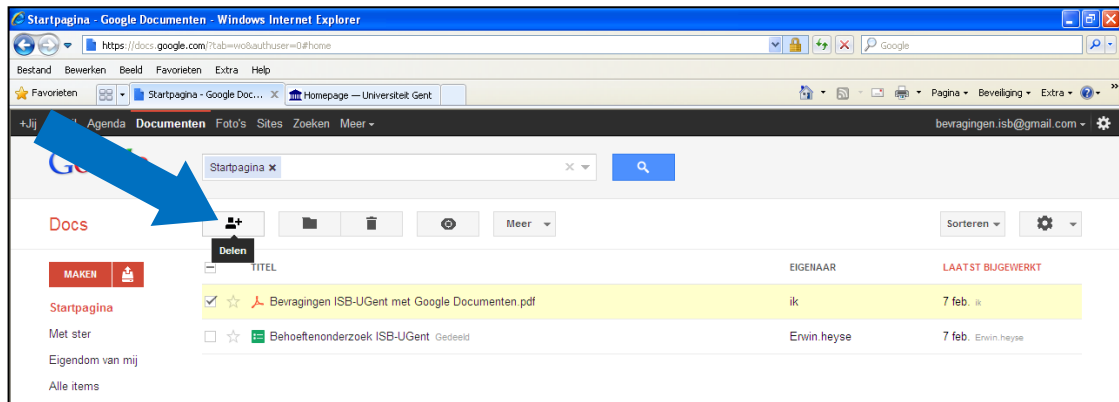 Startpagina - Google Documenten - Windows Internet Explorer
https://docs.google.com/?tab=wo&authuser=0#home
Google
Bestand Bewerken Beeld Favorieten Extra Help
Favorieten Startpagina - Google Doc... Homepage — Universiteit Gent Pagina Beveiliging Extra
+Jij Agenda Documenten Foto's Sites Zoeken Meer bevragingen.isb@gmail.com
Startpagina
Docs Meer Sorteren
Delen
MAKEN TITEL EIGENAAR LAATST BIJGEWERKT
Startpagina Bevragingen ISB-UGent met Google Documenten.pdf ik 7 feb. ik
Met ster Behoeftenonderzoek ISB-UGent Gedeeld Erwin.heyse 7 feb. Erwin.heyse
Eigendom van mij
Alle items